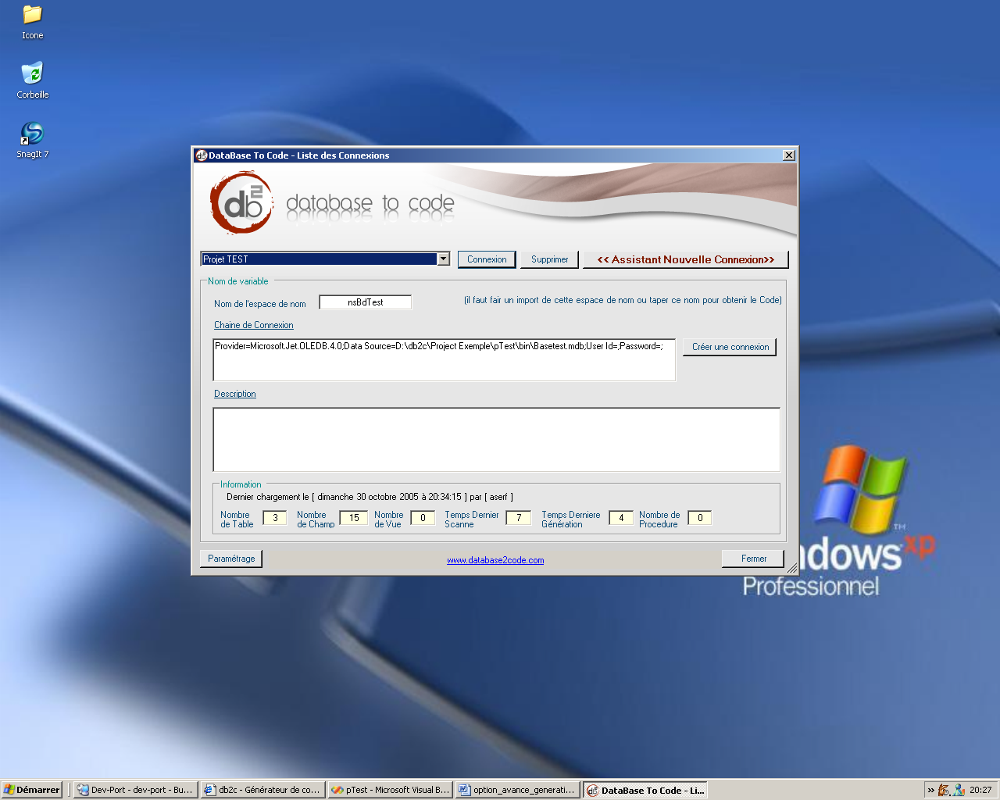 Icone
Corbeille
SnagIt 7
DataBase To Code - Liste des Connexions
db2
database to code
Projet TEST
Connexion
Supprimer
<< Assistant Nouvelle Connexion>>
Nom de variable
Nom de l'espace de nom
nsBdTest
(il faut fair un import de cette espace de nom ou taper ce nom pour obtenir le Code)
Chaine de Connexion
Provider=Microsoft.Jet.OLEDB.4.0;Data Source=D:\db2c\Project Exemple\pTest\bin\Basetest.mdb;User Id=;Password=;
Créer une connexion
Description
Information
Dernier chargement le [ dimanche 30 octobre 2005 à 20:34:15 ] par [ aserf ]
Nombre de Table
3
Nombre de Champ
15
Nombre de Vue
0
Temps Dernier Scanne
7
Temps Derniere Génération
4
Nombre de Procedure
0
Paramétrage
www.database2code.com
Fermer
ndows xp
TM
Professionnel
Démarrer
Dev-Port - dev-port - Bu...
db2c - Générateur de co...
pTest - Microsoft Visual B...
option_avance_generati...
DataBase To Code - Li...
20:27